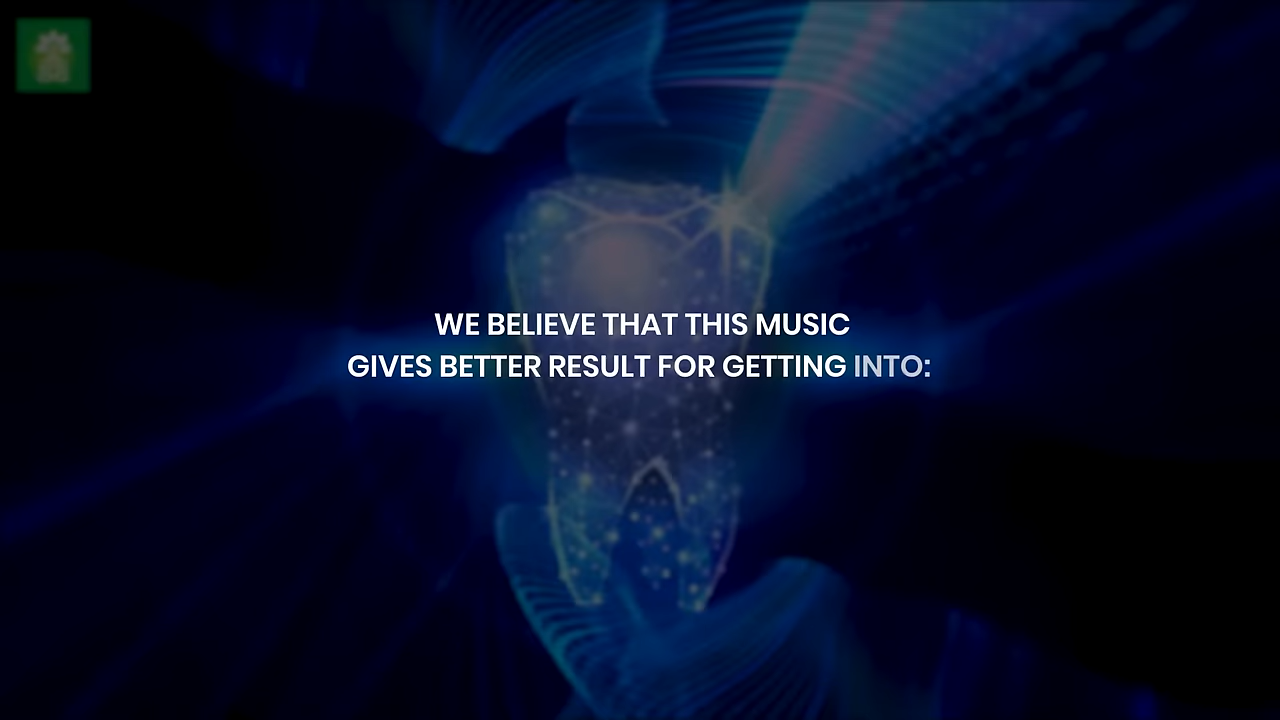 WE BELIEVE THAT THIS MUSIC
GIVES BETTER RESULT FOR GETTING INTO: